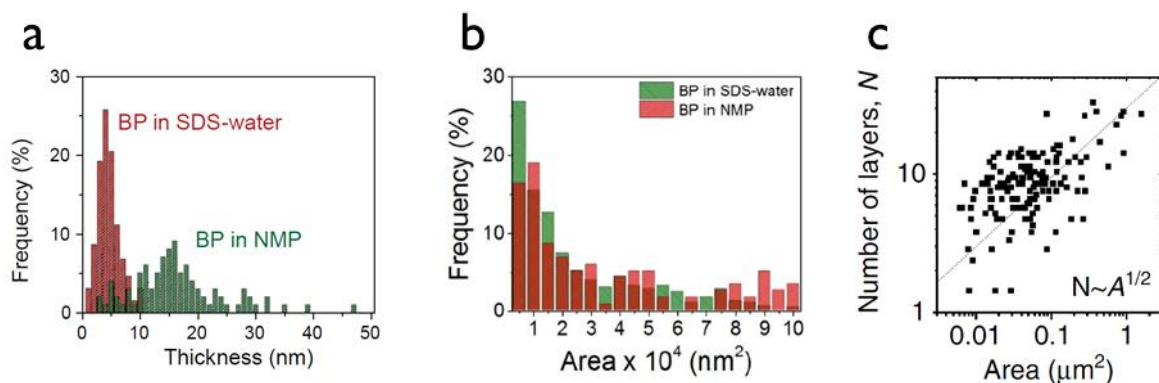 a
30
20
10
0
Frequency (%)
BP in SDS-water
BP in NMP
0 10 20 30 40 50
Thickness (nm)
b
30
20
10
0
Frequency (%)
BP in SDS-water
BP in NMP
1 2 3 4 5 6 7 8 9 10
Area x 10⁴ (nm²)
c
Number of layers, N
10
1
N~A¹/²
0.01 0.1 1
Area (μm²)